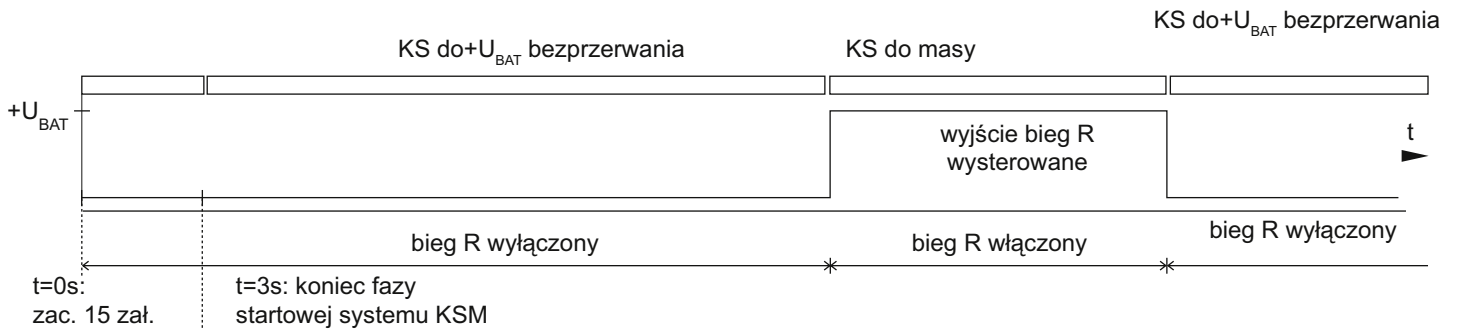 KS do+U_BAT bezprzerwania
KS do masy
KS do+U_BAT bezprzerwania
+U_BAT
wyjście bieg R
wysterowane
t
bieg R wyłączony
bieg R włączony
bieg R wyłączony
t=0s:
zac. 15 zał.
t=3s: koniec fazy
startowej systemu KSM